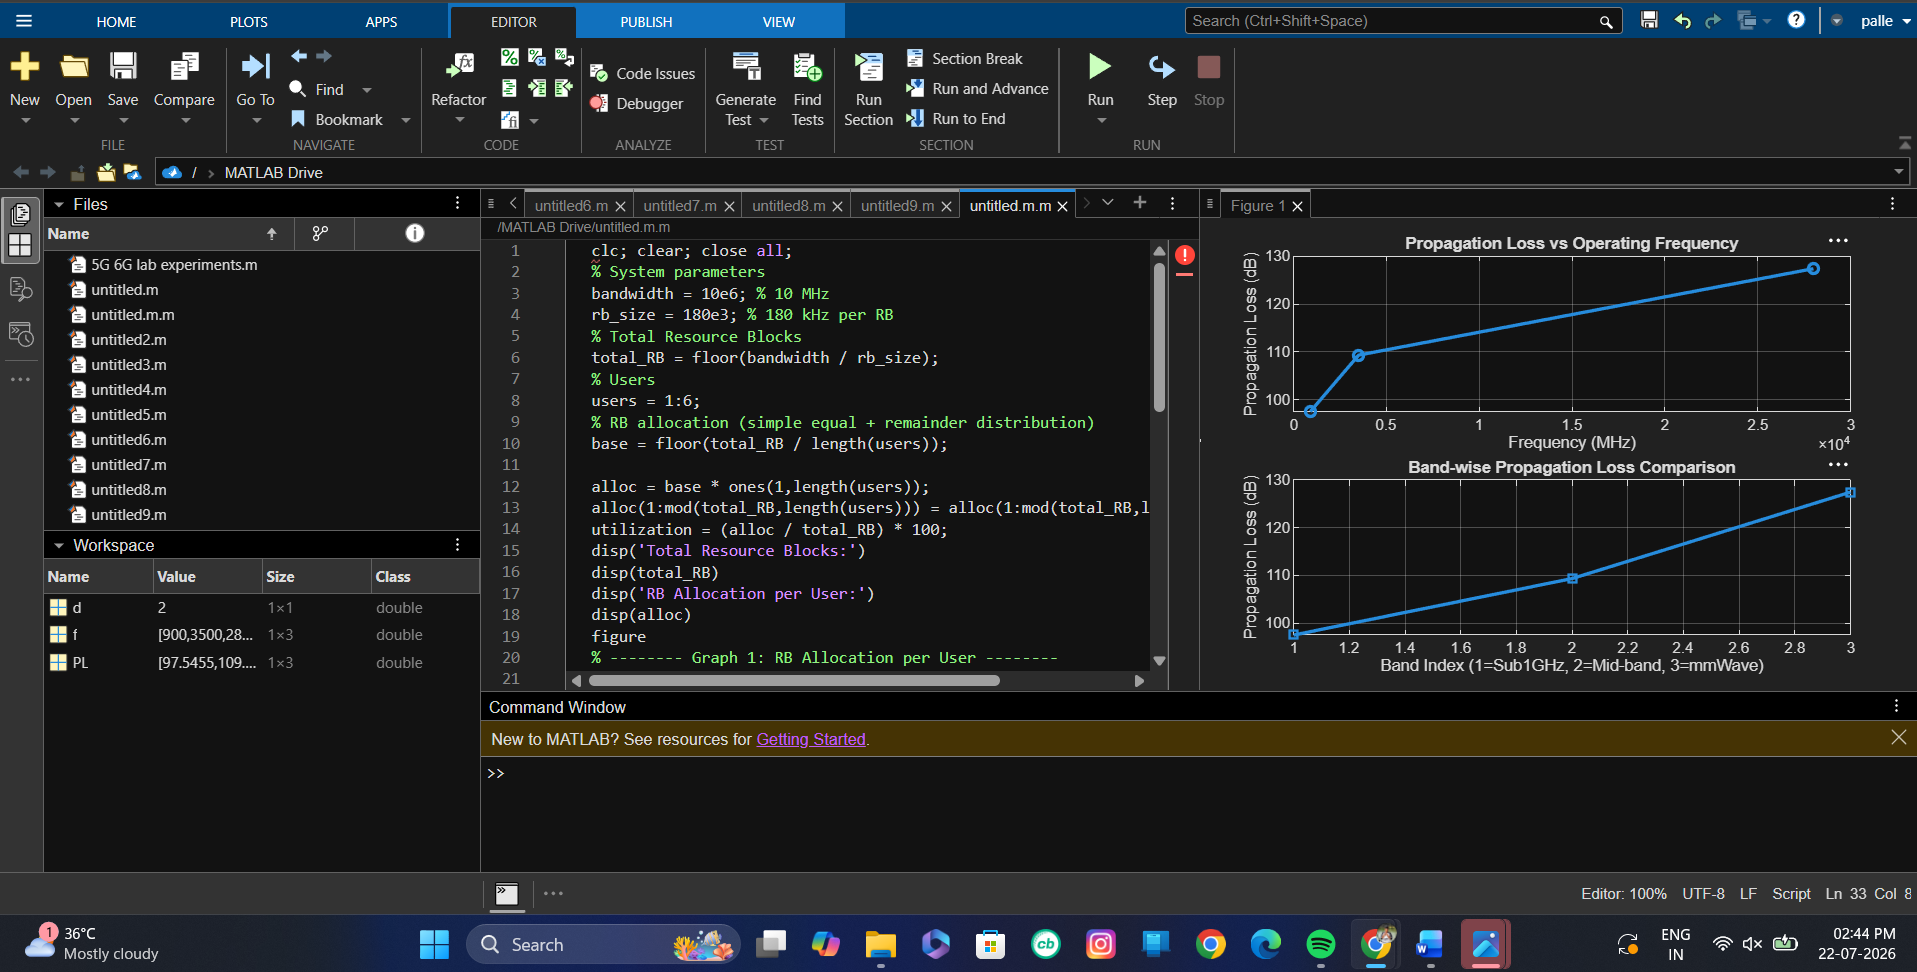 HOME PLOTS APPS EDITOR PUBLISH VIEW Search (Ctrl+Shift+Space) palle
New Open Save Compare Go To Find Bookmark Refactor Code Issues Debugger Generate Test Find Tests Run Section Section Break Run and Advance Run to End Run Step Stop
FILE NAVIGATE CODE ANALYZE TEST SECTION RUN
/ › MATLAB Drive
Files
Name
5G 6G lab experiments.m
untitled.m
untitled.m.m
untitled2.m
untitled3.m
untitled4.m
untitled5.m
untitled6.m
untitled7.m
untitled8.m
untitled9.m
Workspace
Name Value Size Class
d 2 1×1 double
f [900,3500,28... 1×3 double
PL [97.5455,109.... 1×3 double
untitled6.m untitled7.m untitled8.m untitled9.m untitled.m.m
/MATLAB Drive/untitled.m.m
1 clc; clear; close all;
2 % System parameters
3 bandwidth = 10e6; % 10 MHz
4 rb_size = 180e3; % 180 kHz per RB
5 % Total Resource Blocks
6 total_RB = floor(bandwidth / rb_size);
7 % Users
8 users = 1:6;
9 % RB allocation (simple equal + remainder distribution)
10 base = floor(total_RB / length(users));
11
12 alloc = base * ones(1,length(users));
13 alloc(1:mod(total_RB,length(users))) = alloc(1:mod(total_RB,l
14 utilization = (alloc / total_RB) * 100;
15 disp('Total Resource Blocks:')
16 disp(total_RB)
17 disp('RB Allocation per User:')
18 disp(alloc)
19 figure
20 % -------- Graph 1: RB Allocation per User --------
21
Figure 1
Propagation Loss vs Operating Frequency
Propagation Loss (dB)
130
120
110
100
0 0.5 1 1.5 2 2.5 3
Frequency (MHz) ×10⁴
Band-wise Propagation Loss Comparison
Propagation Loss (dB)
130
120
110
100
1 1.2 1.4 1.6 1.8 2 2.2 2.4 2.6 2.8 3
Band Index (1=Sub1GHz, 2=Mid-band, 3=mmWave)
Command Window
New to MATLAB? See resources for Getting Started.
>>
Editor: 100% UTF-8 LF Script Ln 33 Col 8
1
36°C
Mostly cloudy
Search
cb
W
ENG
IN
02:44 PM
22-07-2026